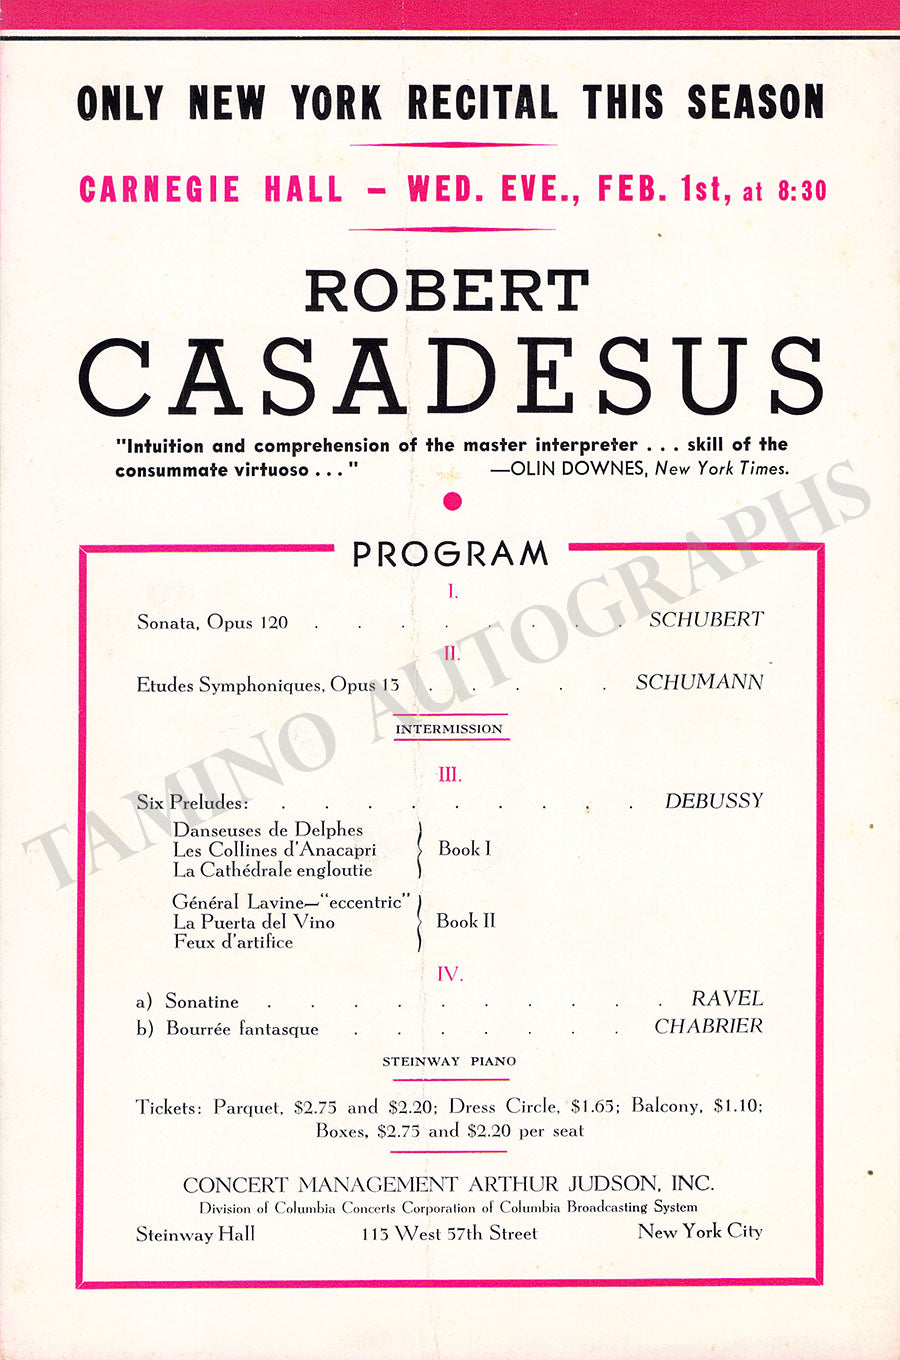 ONLY NEW YORK RECITAL THIS SEASON
CARNEGIE HALL – WED. EVE., FEB. 1st, at 8:30
ROBERT
CASADESUS
"Intuition and comprehension of the master interpreter . . . skill of the
consummate virtuoso . . ." —OLIN DOWNES, New York Times.
PROGRAM
I.
Sonata, Opus 120 . . . . . . . . SCHUBERT
II.
Etudes Symphoniques, Opus 13 . . . . . SCHUMANN
INTERMISSION
III.
Six Preludes: . . . . . . . . . DEBUSSY
Danseuses de Delphes
Les Collines d'Anacapri } Book I
La Cathédrale engloutie
Général Lavine—"eccentric"
La Puerta del Vino } Book II
Feux d'artifice
IV.
a) Sonatine . . . . . . . . . . RAVEL
b) Bourrée fantasque . . . . . . . CHABRIER
STEINWAY PIANO
Tickets: Parquet, $2.75 and $2.20; Dress Circle, $1.65; Balcony, $1.10;
Boxes, $2.75 and $2.20 per seat
CONCERT MANAGEMENT ARTHUR JUDSON, INC.
Division of Columbia Concerts Corporation of Columbia Broadcasting System
Steinway Hall 113 West 57th Street New York City
TAMINO AUTOGRAPHS